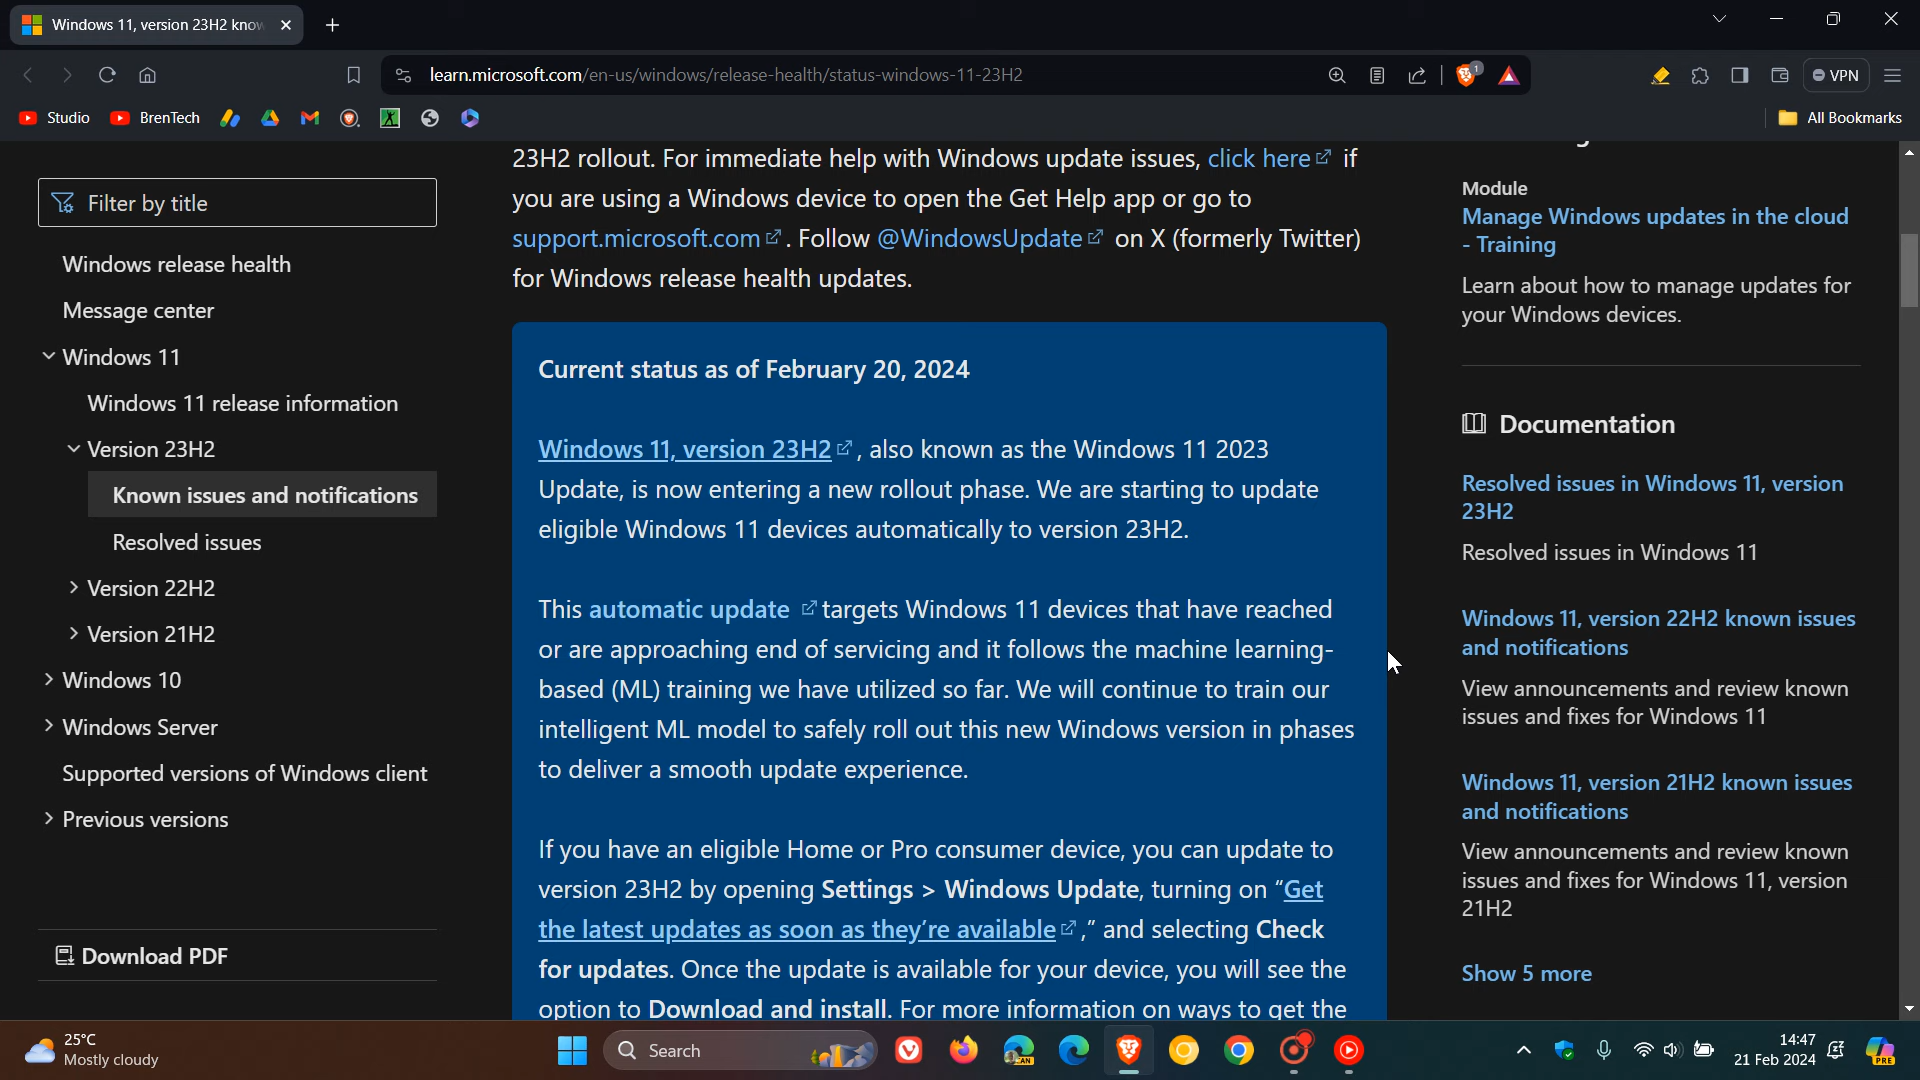 Windows 11, version 23H2 know
learn.microsoft.com/en-us/windows/release-health/status-windows-11-23H2
1
VPN
Studio
BrenTech
All Bookmarks
Filter by title
Windows release health
Message center
Windows 11
Windows 11 release information
Version 23H2
Known issues and notifications
Resolved issues
Version 22H2
Version 21H2
Windows 10
Windows Server
Supported versions of Windows client
Previous versions
Download PDF
23H2 rollout. For immediate help with Windows update issues, click here if
you are using a Windows device to open the Get Help app or go to
support.microsoft.com. Follow @WindowsUpdate on X (formerly Twitter)
for Windows release health updates.
Current status as of February 20, 2024
Windows 11, version 23H2, also known as the Windows 11 2023
Update, is now entering a new rollout phase. We are starting to update
eligible Windows 11 devices automatically to version 23H2.
This automatic update targets Windows 11 devices that have reached
or are approaching end of servicing and it follows the machine learning-
based (ML) training we have utilized so far. We will continue to train our
intelligent ML model to safely roll out this new Windows version in phases
to deliver a smooth update experience.
If you have an eligible Home or Pro consumer device, you can update to
version 23H2 by opening Settings > Windows Update, turning on “Get
the latest updates as soon as they’re available,” and selecting Check
for updates. Once the update is available for your device, you will see the
option to Download and install. For more information on ways to get the
Module
Manage Windows updates in the cloud
- Training
Learn about how to manage updates for
your Windows devices.
Documentation
Resolved issues in Windows 11, version
23H2
Resolved issues in Windows 11
Windows 11, version 22H2 known issues
and notifications
View announcements and review known
issues and fixes for Windows 11
Windows 11, version 21H2 known issues
and notifications
View announcements and review known
issues and fixes for Windows 11, version
21H2
Show 5 more
25°C
Mostly cloudy
Search
CAN
14:47
21 Feb 2024
PRE